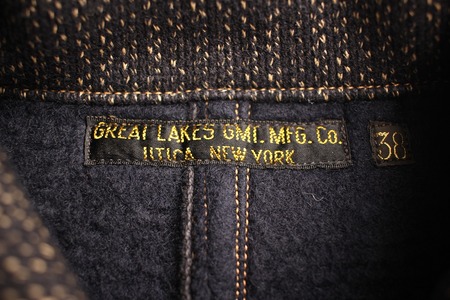 GREAT LAKES GMT. MFG. CO.
UTICA, NEW YORK
38